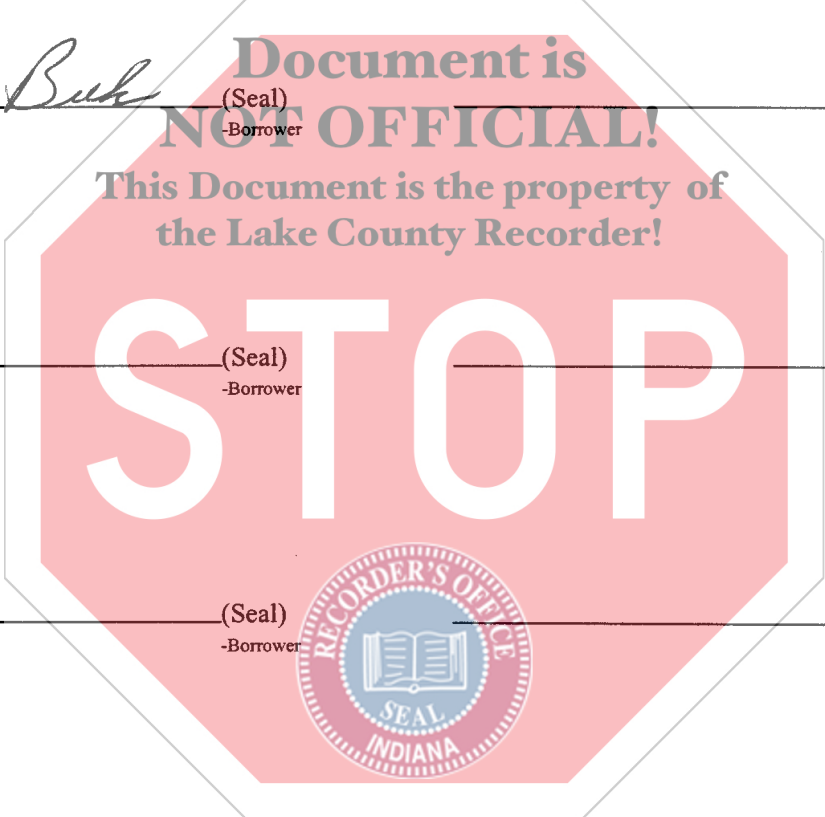 Document is
(Seal)
NOT OFFICIAL!
-Borrower
This Document is the property of
the Lake County Recorder!
STOP
(Seal)
-Borrower
RECORDER'S OFFICE
(Seal)
-Borrower
SEAL
INDIANA